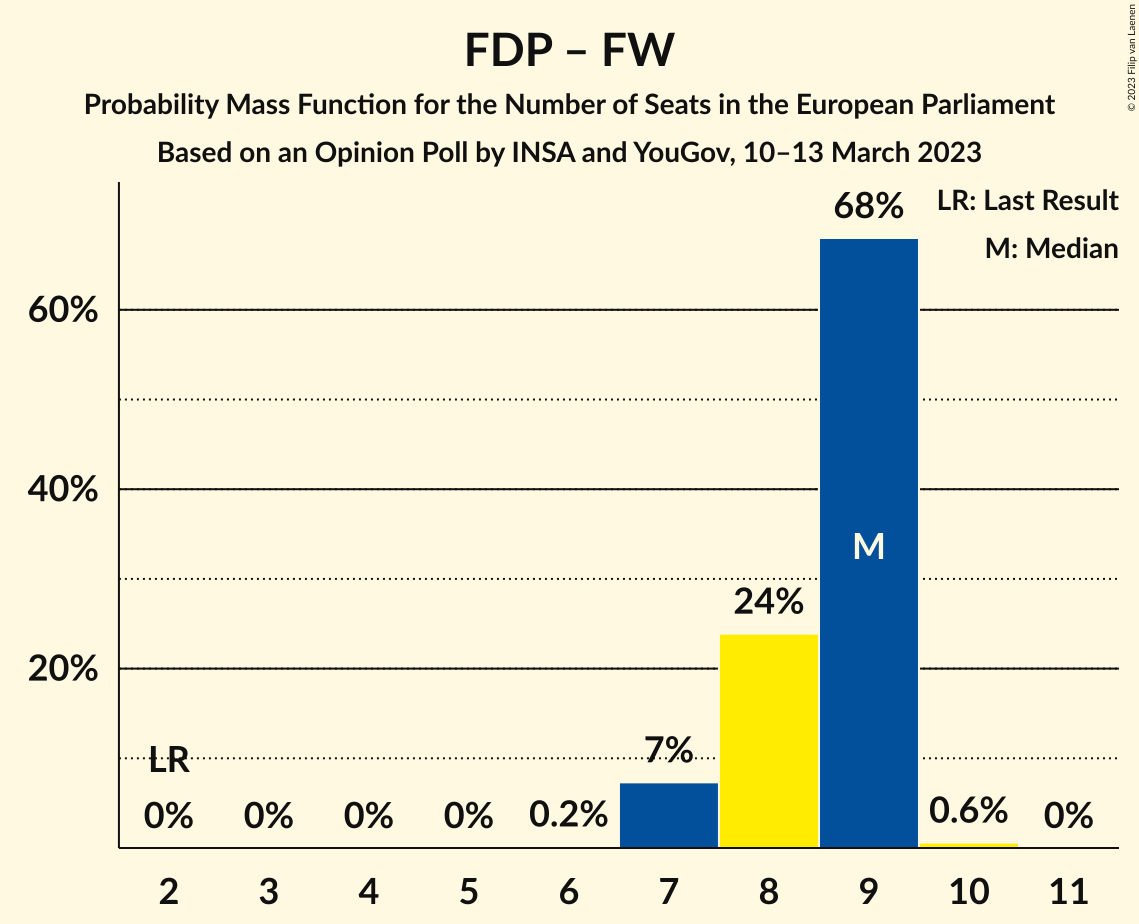 FDP – FW
Probability Mass Function for the Number of Seats in the European Parliament
Based on an Opinion Poll by INSA and YouGov, 10–13 March 2023
© 2023 Filip van Laenen
LR: Last Result
M: Median
68%
60%
40%
M
24%
20%
7%
LR
0%
0%
0%
0%
0.2%
0.6%
0%
2
3
4
5
6
7
8
9
10
11